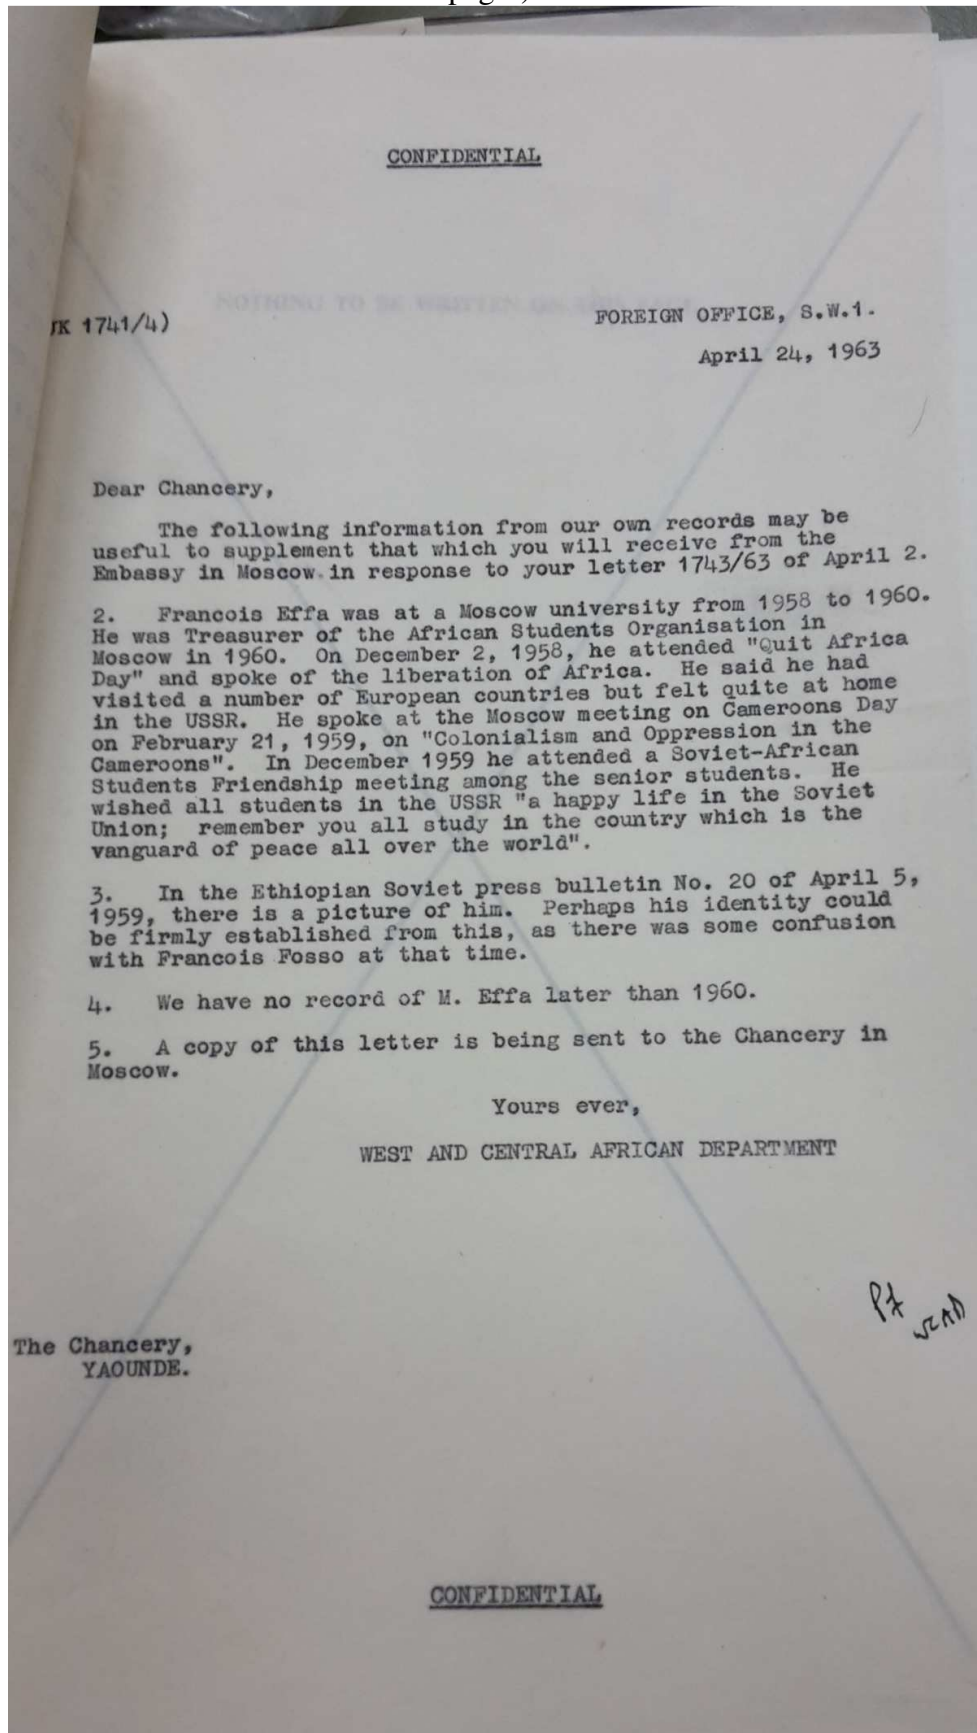 CONFIDENTIAL
NOTHING TO BE WRITTEN ON THIS PAGE
JK 1741/4)
FOREIGN OFFICE, S.W.1.
April 24, 1963
Dear Chancery,
The following information from our own records may be
useful to supplement that which you will receive from the
Embassy in Moscow in response to your letter 1743/63 of April 2.
2. Francois Effa was at a Moscow university from 1958 to 1960.
He was Treasurer of the African Students Organisation in
Moscow in 1960. On December 2, 1958, he attended "Quit Africa
Day" and spoke of the liberation of Africa. He said he had
visited a number of European countries but felt quite at home
in the USSR. He spoke at the Moscow meeting on Cameroons Day
on February 21, 1959, on "Colonialism and Oppression in the
Cameroons". In December 1959 he attended a Soviet-African
Students Friendship meeting among the senior students. He
wished all students in the USSR "a happy life in the Soviet
Union; remember you all study in the country which is the
vanguard of peace all over the world".
3. In the Ethiopian Soviet press bulletin No. 20 of April 5,
1959, there is a picture of him. Perhaps his identity could
be firmly established from this, as there was some confusion
with Francois Fosso at that time.
4. We have no record of M. Effa later than 1960.
5. A copy of this letter is being sent to the Chancery in
Moscow.
Yours ever,
WEST AND CENTRAL AFRICAN DEPARTMENT
The Chancery,
YAOUNDE.
CONFIDENTIAL